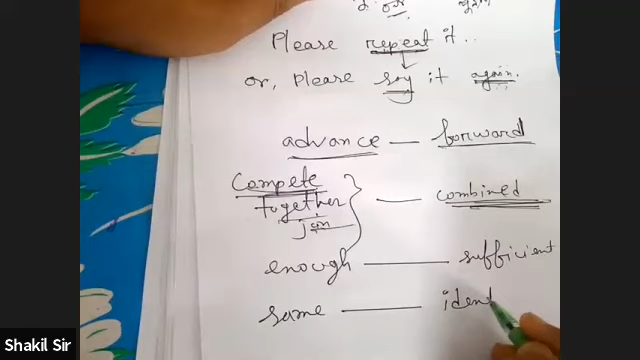 or
Please repeat it..
or, Please say it again.
advance — forward
Compete
together — combined
join
enough — sufficient
same — ident
Shakil Sir